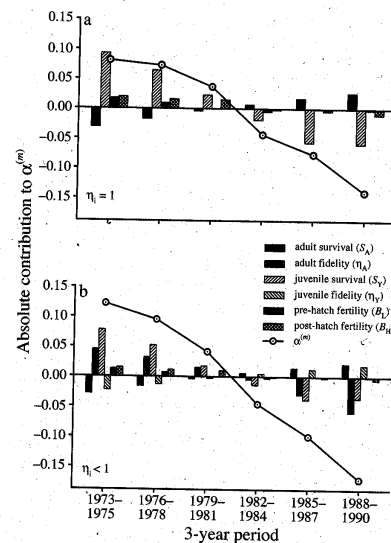 a
0.15
0.10
0.05
0.00
−0.05
−0.10
−0.15
ηi = 1
Absolute contribution to α(m)
adult survival (SA)
adult fidelity (ηA)
juvenile survival (SY)
juvenile fidelity (ηY)
pre-hatch fertility (BL)
post-hatch fertility (BH)
α(m)
b
0.15
0.10
0.05
0.00
−0.05
−0.10
−0.15
ηi < 1
1973– 1976– 1979– 1982– 1985– 1988–
1975 1978 1981 1984 1987 1990
3-year period